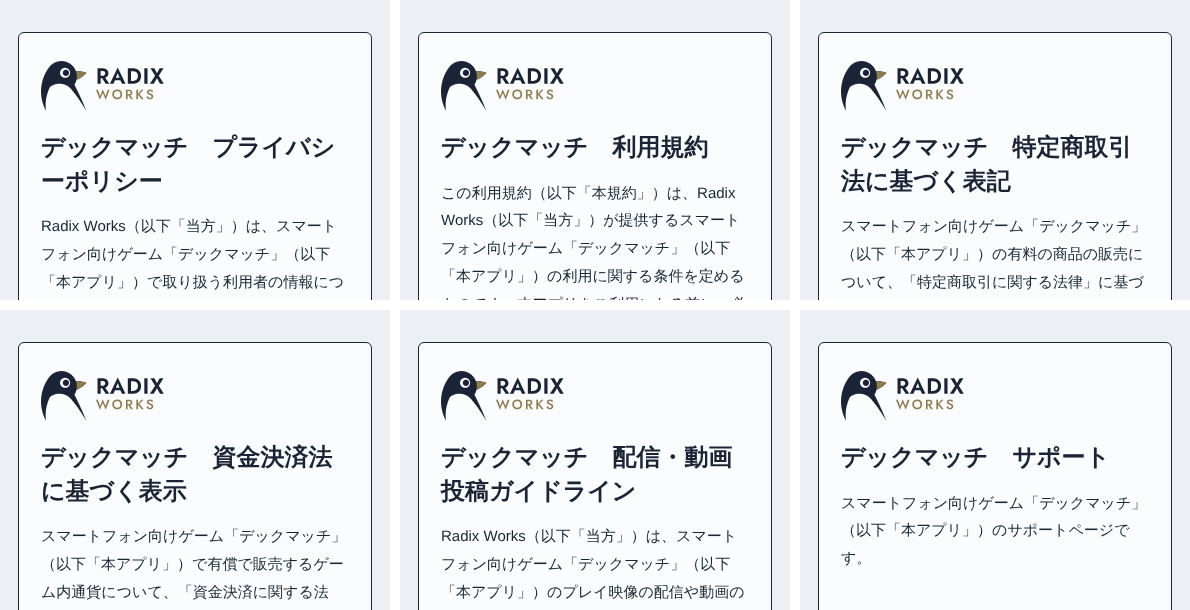 RADIX
WORKS
デックマッチ　プライバシ
ーポリシー
Radix Works（以下「当方」）は、スマート
フォン向けゲーム「デックマッチ」（以下
「本アプリ」）で取り扱う利用者の情報につ
RADIX
WORKS
デックマッチ　利用規約
この利用規約（以下「本規約」）は、Radix
Works（以下「当方」）が提供するスマート
フォン向けゲーム「デックマッチ」（以下
「本アプリ」）の利用に関する条件を定める
RADIX
WORKS
デックマッチ　特定商取引
法に基づく表記
スマートフォン向けゲーム「デックマッチ」
（以下「本アプリ」）の有料の商品の販売に
ついて、「特定商取引に関する法律」に基づ
RADIX
WORKS
デックマッチ　資金決済法
に基づく表示
スマートフォン向けゲーム「デックマッチ」
（以下「本アプリ」）で有償で販売するゲー
ム内通貨について、「資金決済に関する法
RADIX
WORKS
デックマッチ　配信・動画
投稿ガイドライン
Radix Works（以下「当方」）は、スマート
フォン向けゲーム「デックマッチ」（以下
「本アプリ」）のプレイ映像の配信や動画の
RADIX
WORKS
デックマッチ　サポート
スマートフォン向けゲーム「デックマッチ」
（以下「本アプリ」）のサポートページで
す。